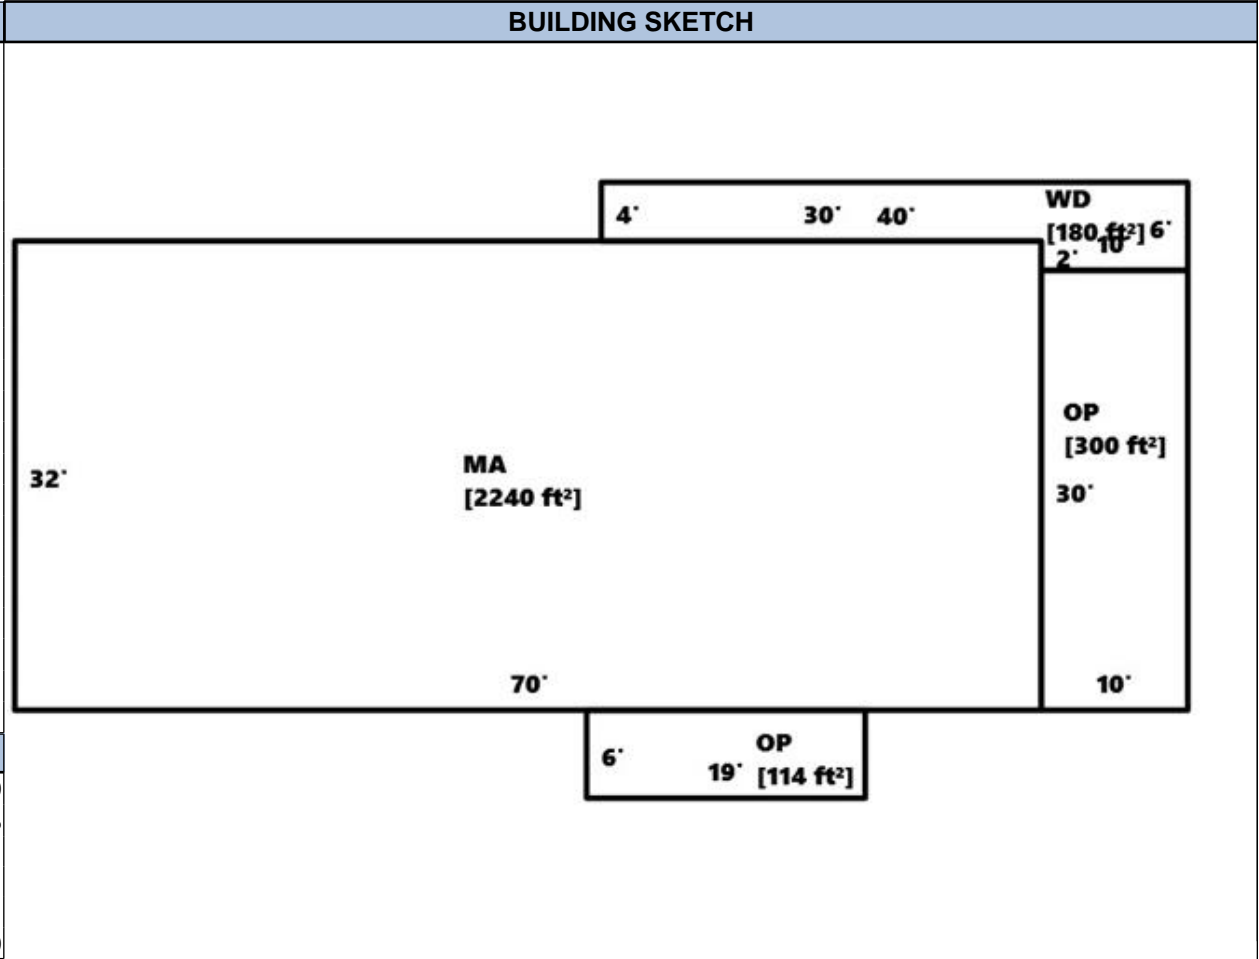 BUILDING SKETCH
4'
30'
40'
WD
[180 ft²]
6'
10'
2'
OP
[300 ft²]
30'
10'
MA
[2240 ft²]
32'
70'
6'
19'
OP
[114 ft²]